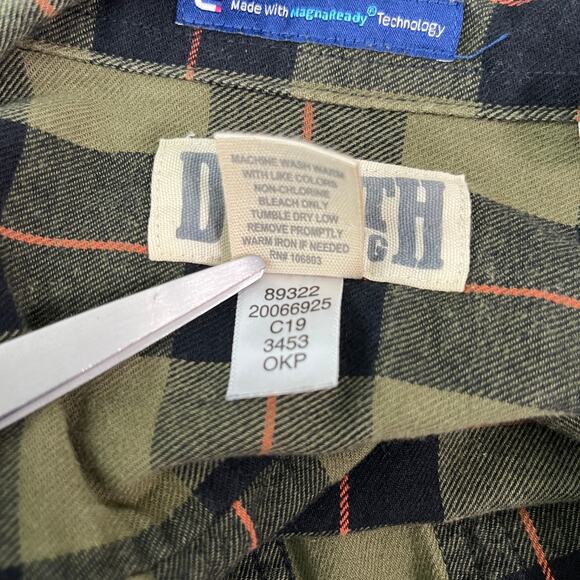 Made With MagnaReady® Technology
D TH
G
MACHINE WASH WARM
WITH LIKE COLORS
NON-CHLORINE
BLEACH ONLY
TUMBLE DRY LOW
REMOVE PROMPTLY
WARM IRON IF NEEDED
RN# 106803
89322
20066925
C19
3453
OKP